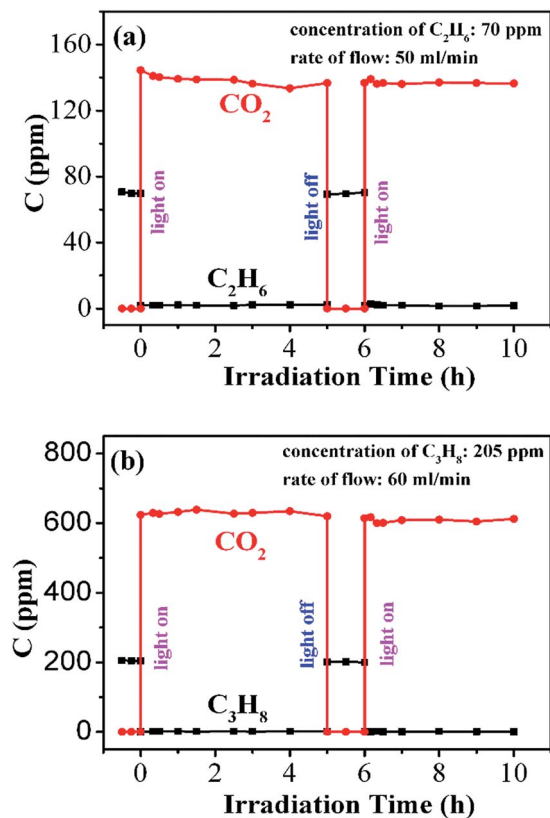 (a)
concentration of C₂H₆: 70 ppm
rate of flow: 50 ml/min
160
120
80
40
0
C (ppm)
CO₂
light on
light off
light on
C₂H₆
0 2 4 6 8 10
Irradiation Time (h)
(b)
concentration of C₃H₈: 205 ppm
rate of flow: 60 ml/min
800
600
400
200
0
C (ppm)
CO₂
light on
light off
light on
C₃H₈
0 2 4 6 8 10
Irradiation Time (h)